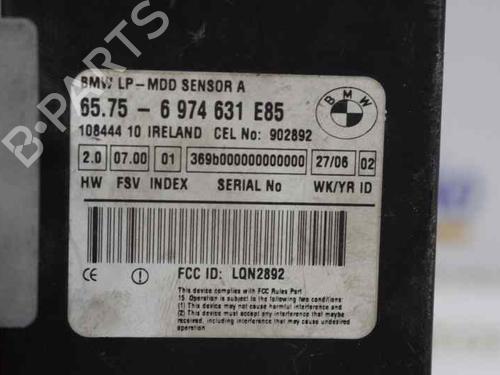 BMW LP-MDD SENSOR A
65.75 - 6 974 631 E85
108444 10 IRELAND CEL No: 902892
BMW
2.0 07.00 01 369b000000000000 27/06 02
HW FSV INDEX SERIAL No WK/YR ID
CE ! FCC ID: LQN2892
This device complies with FCC Rules Part
15. Operation is subject to the following two conditions:
(1) This device may not cause harmful interference, and
(2) This device must accept any interference received,
including interference that may cause undesired operation.
B-PARTS